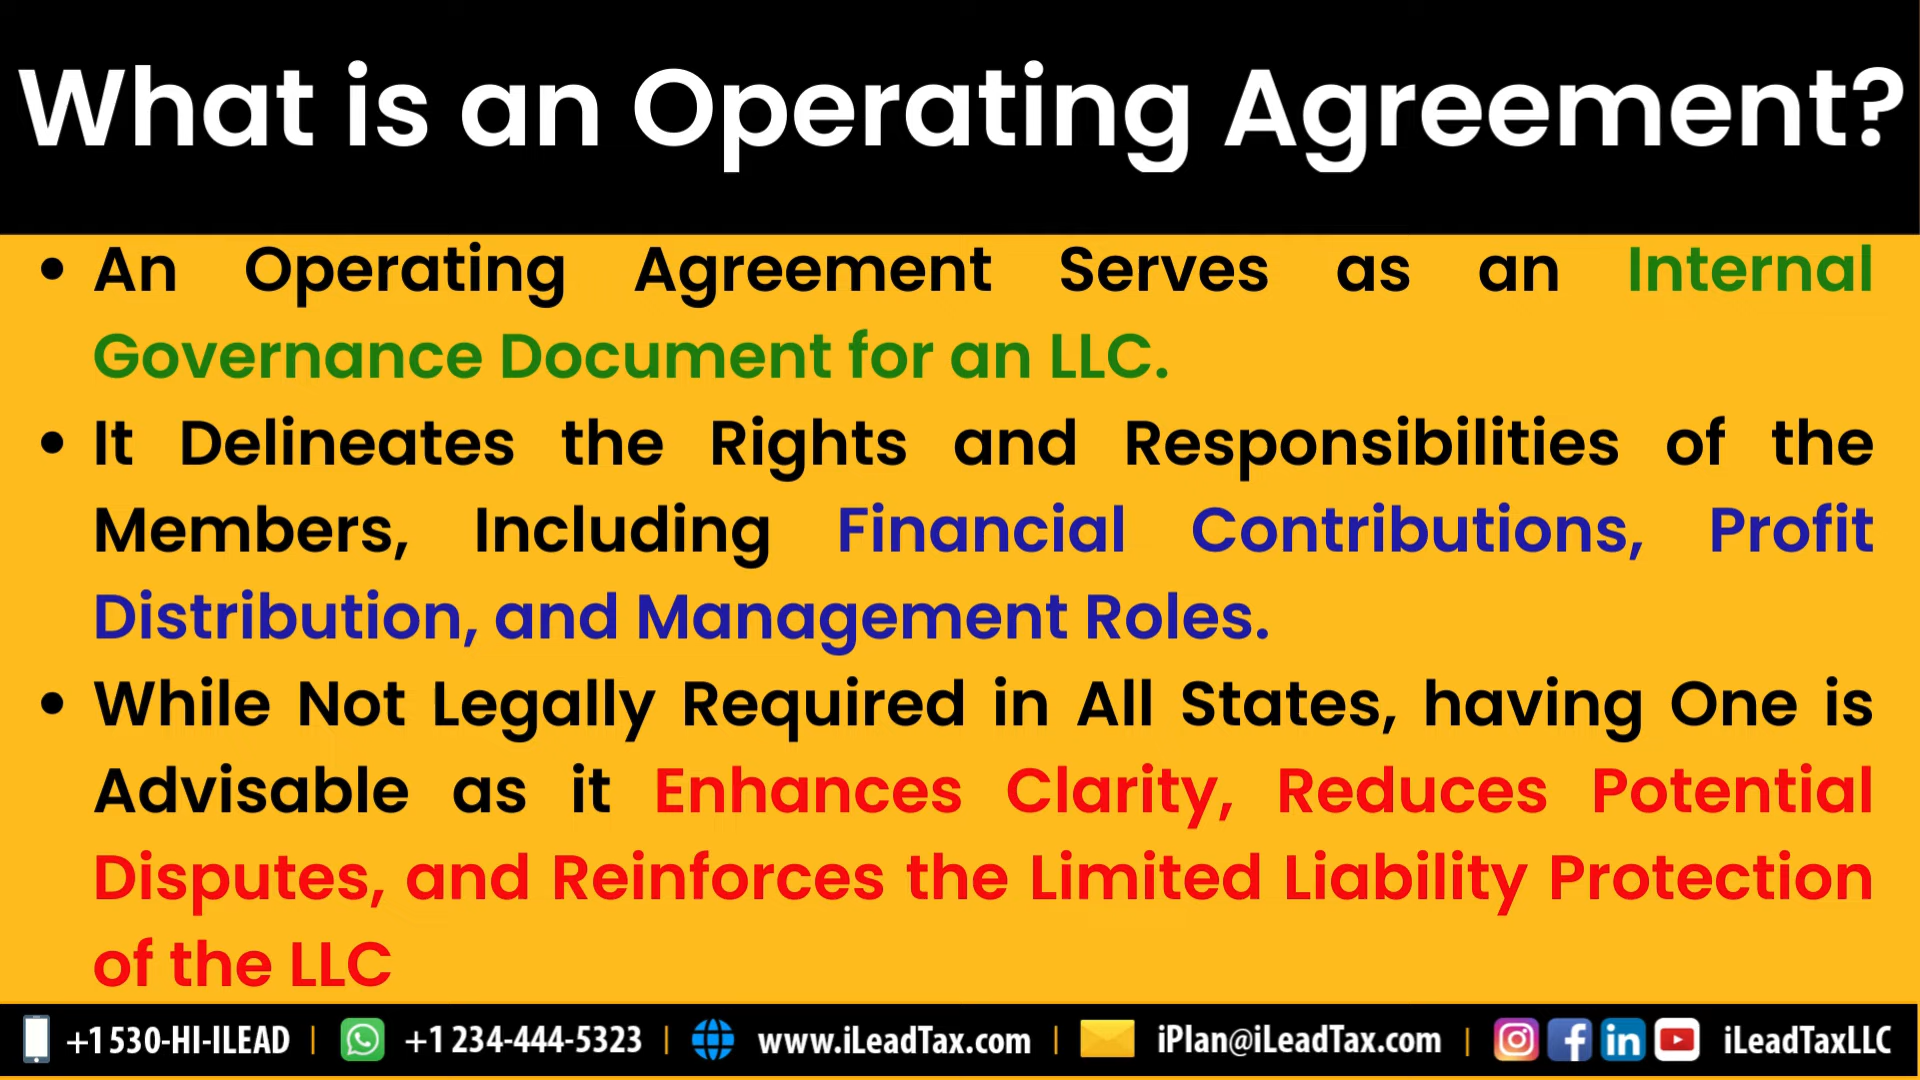 What is an Operating Agreement?
• An Operating Agreement Serves as an Internal
Governance Document for an LLC.
• It Delineates the Rights and Responsibilities of the
Members, Including Financial Contributions, Profit
Distribution, and Management Roles.
• While Not Legally Required in All States, having One is
Advisable as it Enhances Clarity, Reduces Potential
Disputes, and Reinforces the Limited Liability Protection
of the LLC
+1 530-HI-ILEAD | +1 234-444-5323 | www.iLeadTax.com | iPlan@iLeadTax.com | iLeadTaxLLC